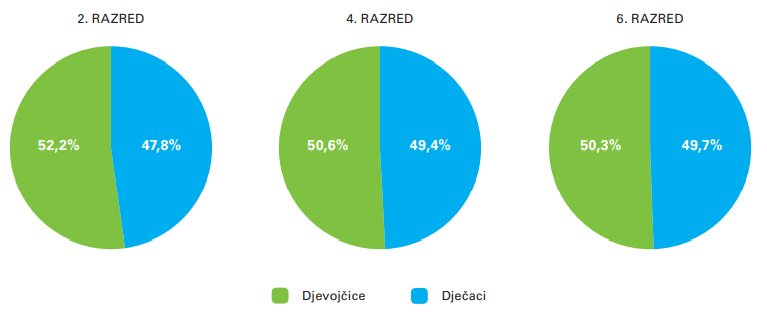 2. RAZRED
4. RAZRED
6. RAZRED
52,2%
47,8%
50,6%
49,4%
50,3%
49,7%
Djevojčice
Dječaci